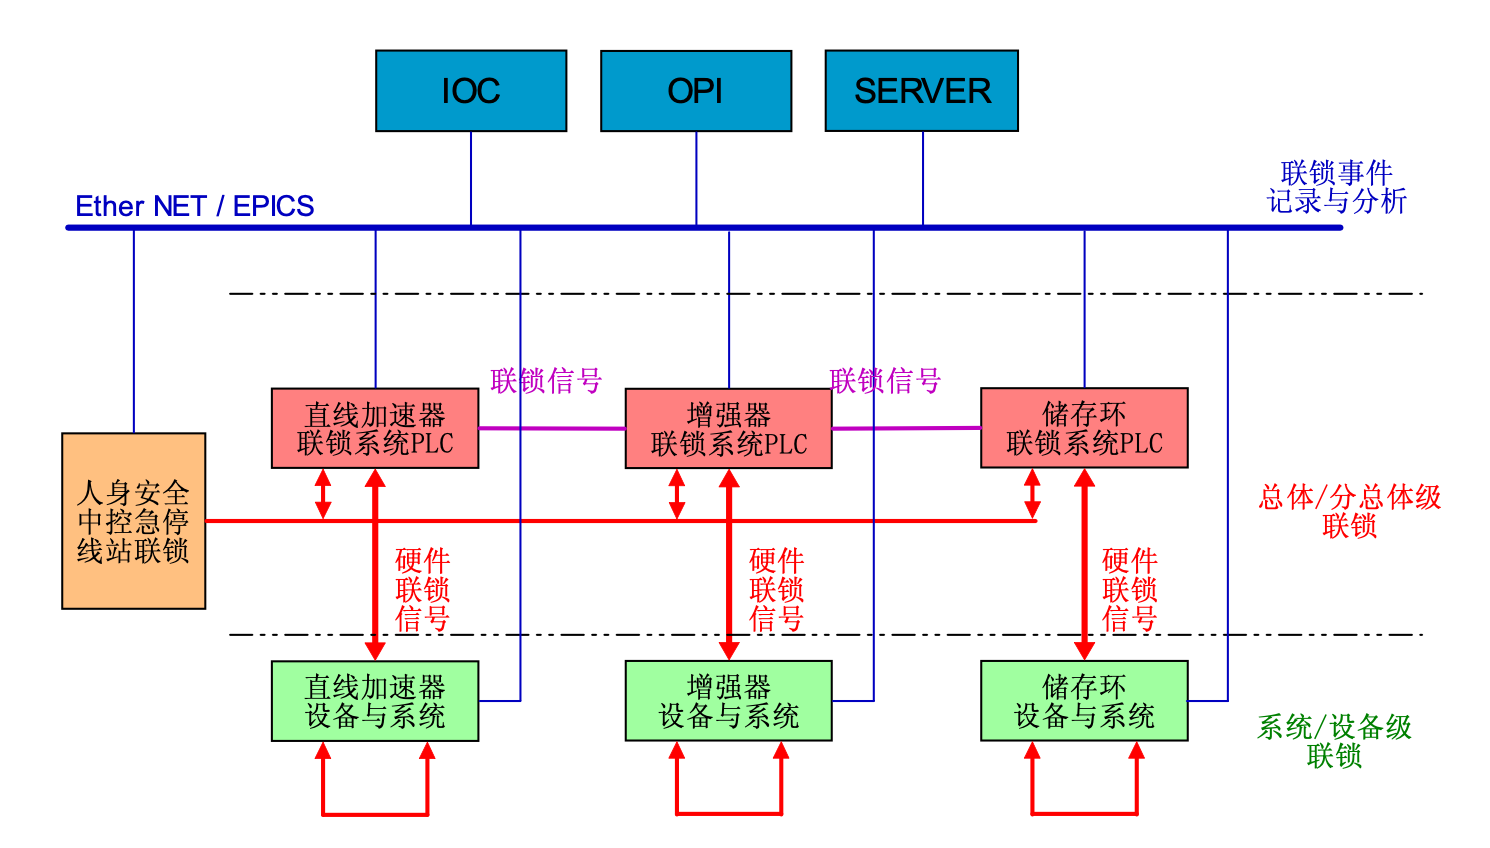 IOC
OPI
SERVER
联锁事件
记录与分析
Ether NET / EPICS
联锁信号
联锁信号
直线加速器
联锁系统PLC
增强器
联锁系统PLC
储存环
联锁系统PLC
人身安全
中控急停
线站联锁
总体/分总体级
联锁
硬件
联锁
信号
硬件
联锁
信号
硬件
联锁
信号
直线加速器
设备与系统
增强器
设备与系统
储存环
设备与系统
系统/设备级
联锁